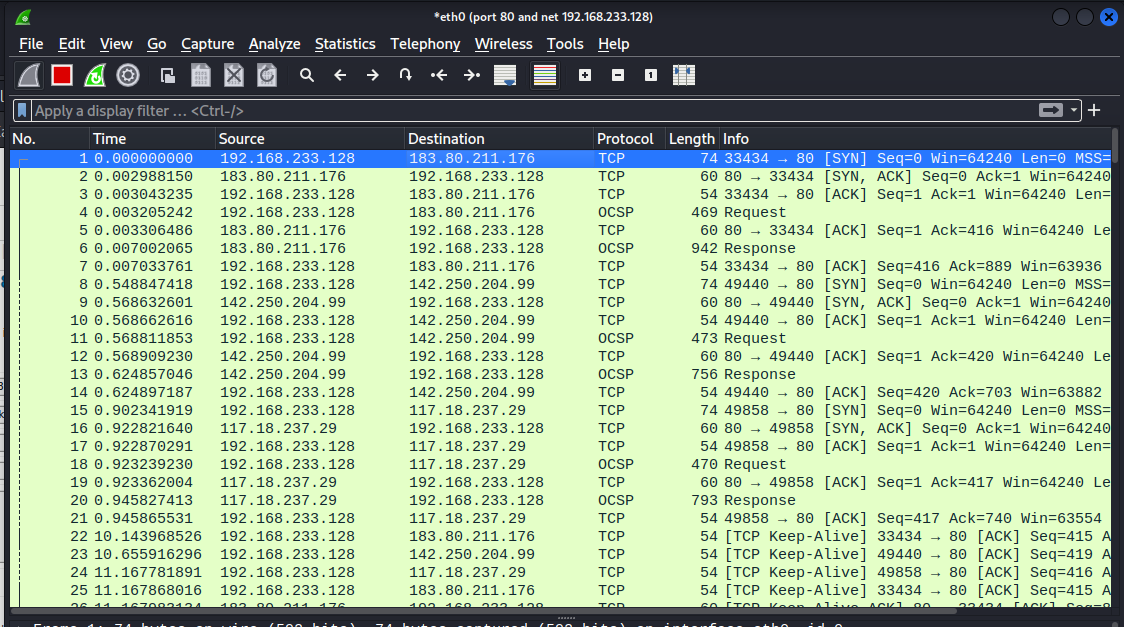 *eth0 (port 80 and net 192.168.233.128)
File Edit View Go Capture Analyze Statistics Telephony Wireless Tools Help
Apply a display filter ... <Ctrl-/>
No. Time Source Destination Protocol Length Info
1 0.000000000 192.168.233.128 183.80.211.176 TCP 74 33434 → 80 [SYN] Seq=0 Win=64240 Len=0 MSS=
2 0.002988150 183.80.211.176 192.168.233.128 TCP 60 80 → 33434 [SYN, ACK] Seq=0 Ack=1 Win=64240
3 0.003043235 192.168.233.128 183.80.211.176 TCP 54 33434 → 80 [ACK] Seq=1 Ack=1 Win=64240 Len=
4 0.003205242 192.168.233.128 183.80.211.176 OCSP 469 Request
5 0.003306486 183.80.211.176 192.168.233.128 TCP 60 80 → 33434 [ACK] Seq=1 Ack=416 Win=64240 Le
6 0.007002065 183.80.211.176 192.168.233.128 OCSP 942 Response
7 0.007033761 192.168.233.128 183.80.211.176 TCP 54 33434 → 80 [ACK] Seq=416 Ack=889 Win=63936
8 0.548847418 192.168.233.128 142.250.204.99 TCP 74 49440 → 80 [SYN] Seq=0 Win=64240 Len=0 MSS=
9 0.568632601 142.250.204.99 192.168.233.128 TCP 60 80 → 49440 [SYN, ACK] Seq=0 Ack=1 Win=64240
10 0.568662616 192.168.233.128 142.250.204.99 TCP 54 49440 → 80 [ACK] Seq=1 Ack=1 Win=64240 Len=
11 0.568811853 192.168.233.128 142.250.204.99 OCSP 473 Request
12 0.568909230 142.250.204.99 192.168.233.128 TCP 60 80 → 49440 [ACK] Seq=1 Ack=420 Win=64240 Le
13 0.624857046 142.250.204.99 192.168.233.128 OCSP 756 Response
14 0.624897187 192.168.233.128 142.250.204.99 TCP 54 49440 → 80 [ACK] Seq=420 Ack=703 Win=63882
15 0.902341919 192.168.233.128 117.18.237.29 TCP 74 49858 → 80 [SYN] Seq=0 Win=64240 Len=0 MSS=
16 0.922821640 117.18.237.29 192.168.233.128 TCP 60 80 → 49858 [SYN, ACK] Seq=0 Ack=1 Win=64240
17 0.922870291 192.168.233.128 117.18.237.29 TCP 54 49858 → 80 [ACK] Seq=1 Ack=1 Win=64240 Len=
18 0.923239230 192.168.233.128 117.18.237.29 OCSP 470 Request
19 0.923362004 117.18.237.29 192.168.233.128 TCP 60 80 → 49858 [ACK] Seq=1 Ack=417 Win=64240 Le
20 0.945827413 117.18.237.29 192.168.233.128 OCSP 793 Response
21 0.945865531 192.168.233.128 117.18.237.29 TCP 54 49858 → 80 [ACK] Seq=417 Ack=740 Win=63554
22 10.143968526 192.168.233.128 183.80.211.176 TCP 54 [TCP Keep-Alive] 33434 → 80 [ACK] Seq=415 A
23 10.655916296 192.168.233.128 142.250.204.99 TCP 54 [TCP Keep-Alive] 49440 → 80 [ACK] Seq=419 A
24 11.167781891 192.168.233.128 117.18.237.29 TCP 54 [TCP Keep-Alive] 49858 → 80 [ACK] Seq=416 A
25 11.167868016 192.168.233.128 183.80.211.176 TCP 54 [TCP Keep-Alive] 33434 → 80 [ACK] Seq=415 A